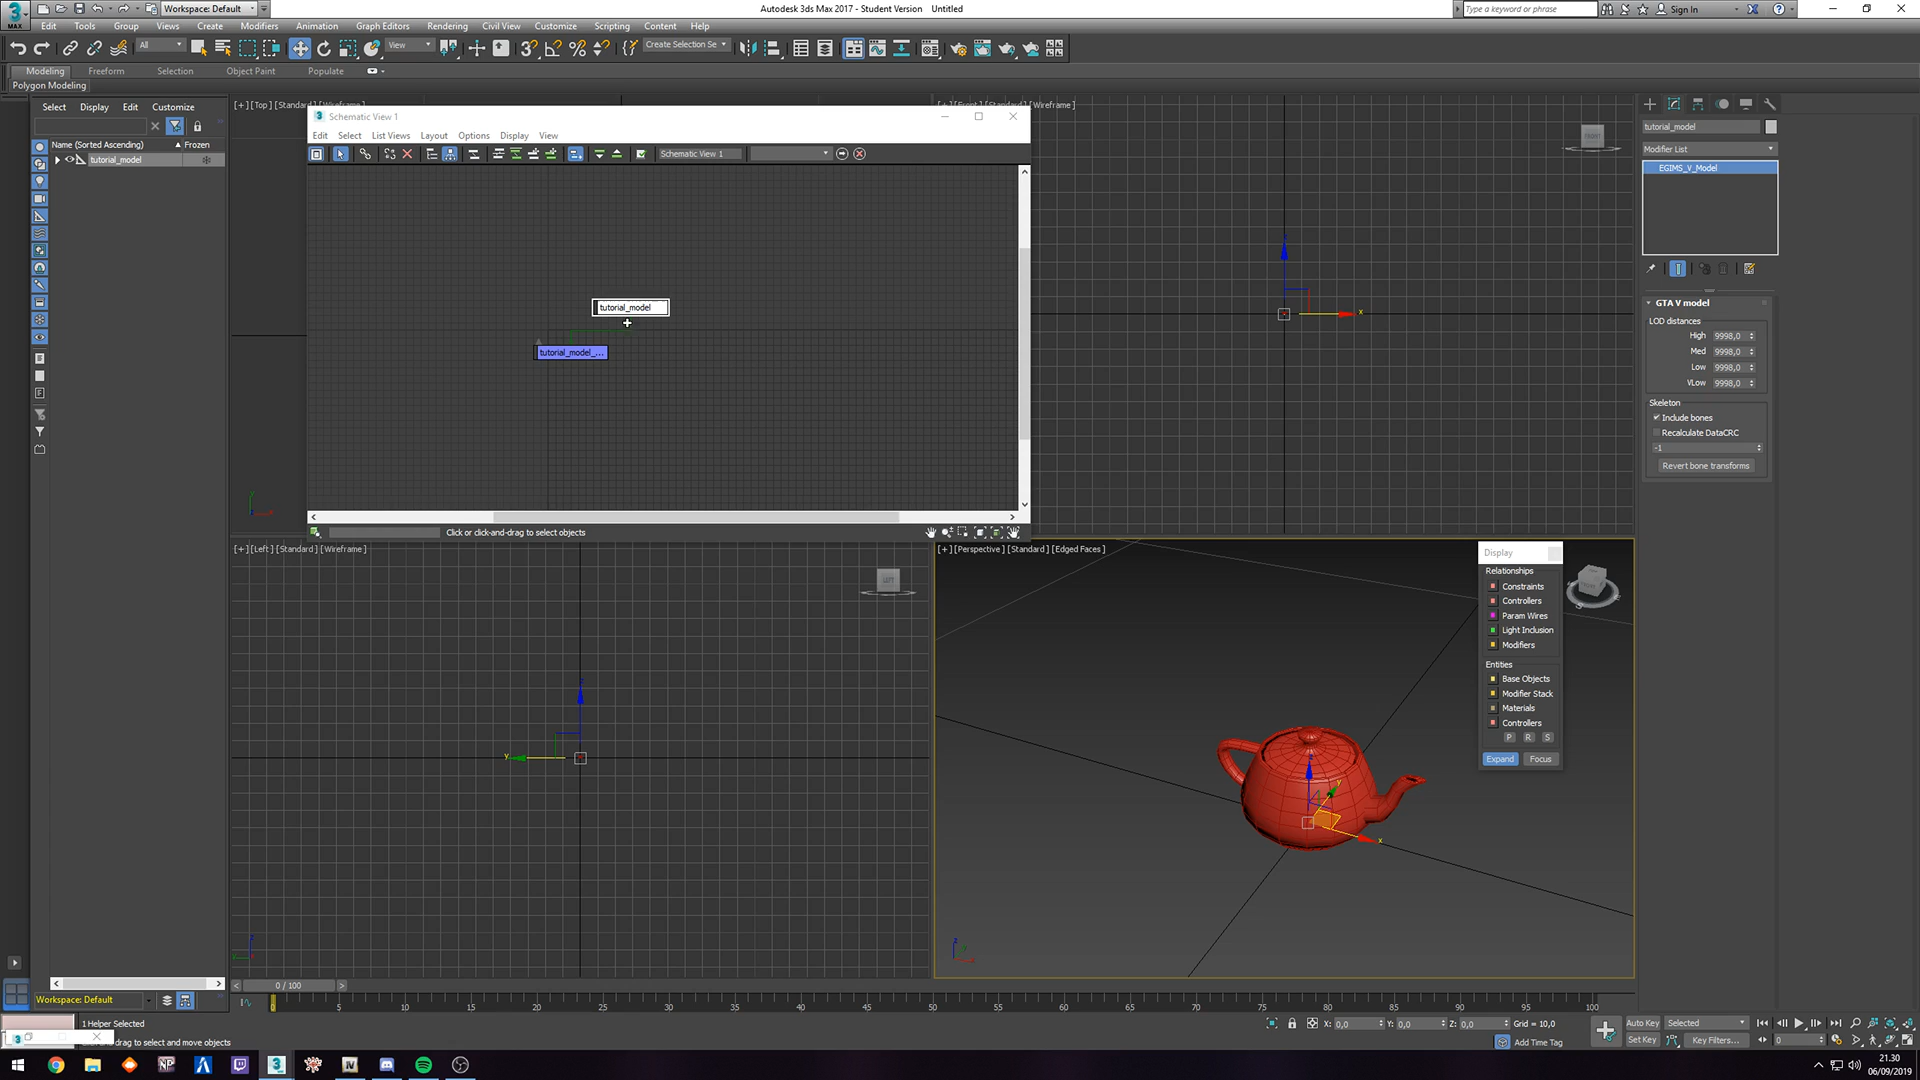 Workspace: Default
Autodesk 3ds Max 2017 - Student Version    Untitled
Type a keyword or phrase
Sign In
MAX
Edit Tools Group Views Create Modifiers Animation Graph Editors Rendering Civil View Customize Scripting Content Help
All
View
Create Selection Se
Modeling Freeform Selection Object Paint Populate
Polygon Modeling
Select Display Edit Customize
Name (Sorted Ascending) Frozen
tutorial_model
[+] [Top] [Standard] [Wireframe]
Schematic View 1
Edit Select List Views Layout Options Display View
Schematic View 1
tutorial_model
tutorial_model_...
Click or click-and-drag to select objects
[+] [Front] [Standard] [Wireframe]
FRONT
x
tutorial_model
Modifier List
EGIMS_V_Model
GTA V model
LOD distances
High 9998,0
Med 9998,0
Low 9998,0
VLow 9998,0
Skeleton
Include bones
Recalculate DataCRC
-1
Revert bone transforms
[+] [Left] [Standard] [Wireframe]
LEFT
z
y
[+] [Perspective] [Standard] [Edged Faces]
Display
Relationships
Constraints
Controllers
Param Wires
Light Inclusion
Modifiers
Entities
Base Objects
Modifier Stack
Materials
Controllers
P R S
Expand Focus
x
0 / 100
Workspace: Default
0 5 10 15 20 25 30 35 40 45 50 55 60 65 70 75 80 85 90 95 100
1 Helper Selected
drag to select and move objects
X: 0,0 Y: 0,0 Z: 0,0 Grid = 10,0
Add Time Tag
Auto Key Selected
Set Key Key Filters...
0
21.30
06/09/2019